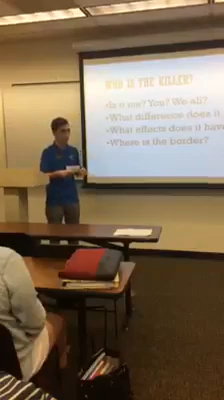 WHO IS THE KILLER?
•Is it me? You? We all?
•What difference does it
•What effects does it have
•Where is the border?